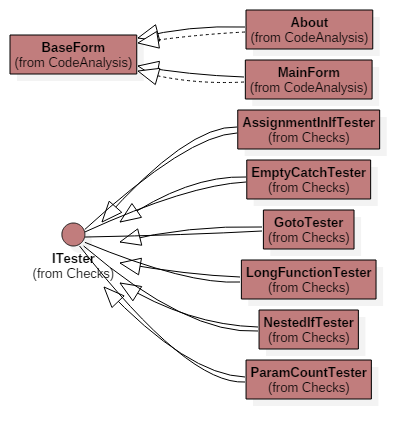 About
(from CodeAnalysis)
BaseForm
(from CodeAnalysis)
MainForm
(from CodeAnalysis)
AssignmentInIfTester
(from Checks)
EmptyCatchTester
(from Checks)
GotoTester
(from Checks)
ITester
(from Checks)
LongFunctionTester
(from Checks)
NestedIfTester
(from Checks)
ParamCountTester
(from Checks)